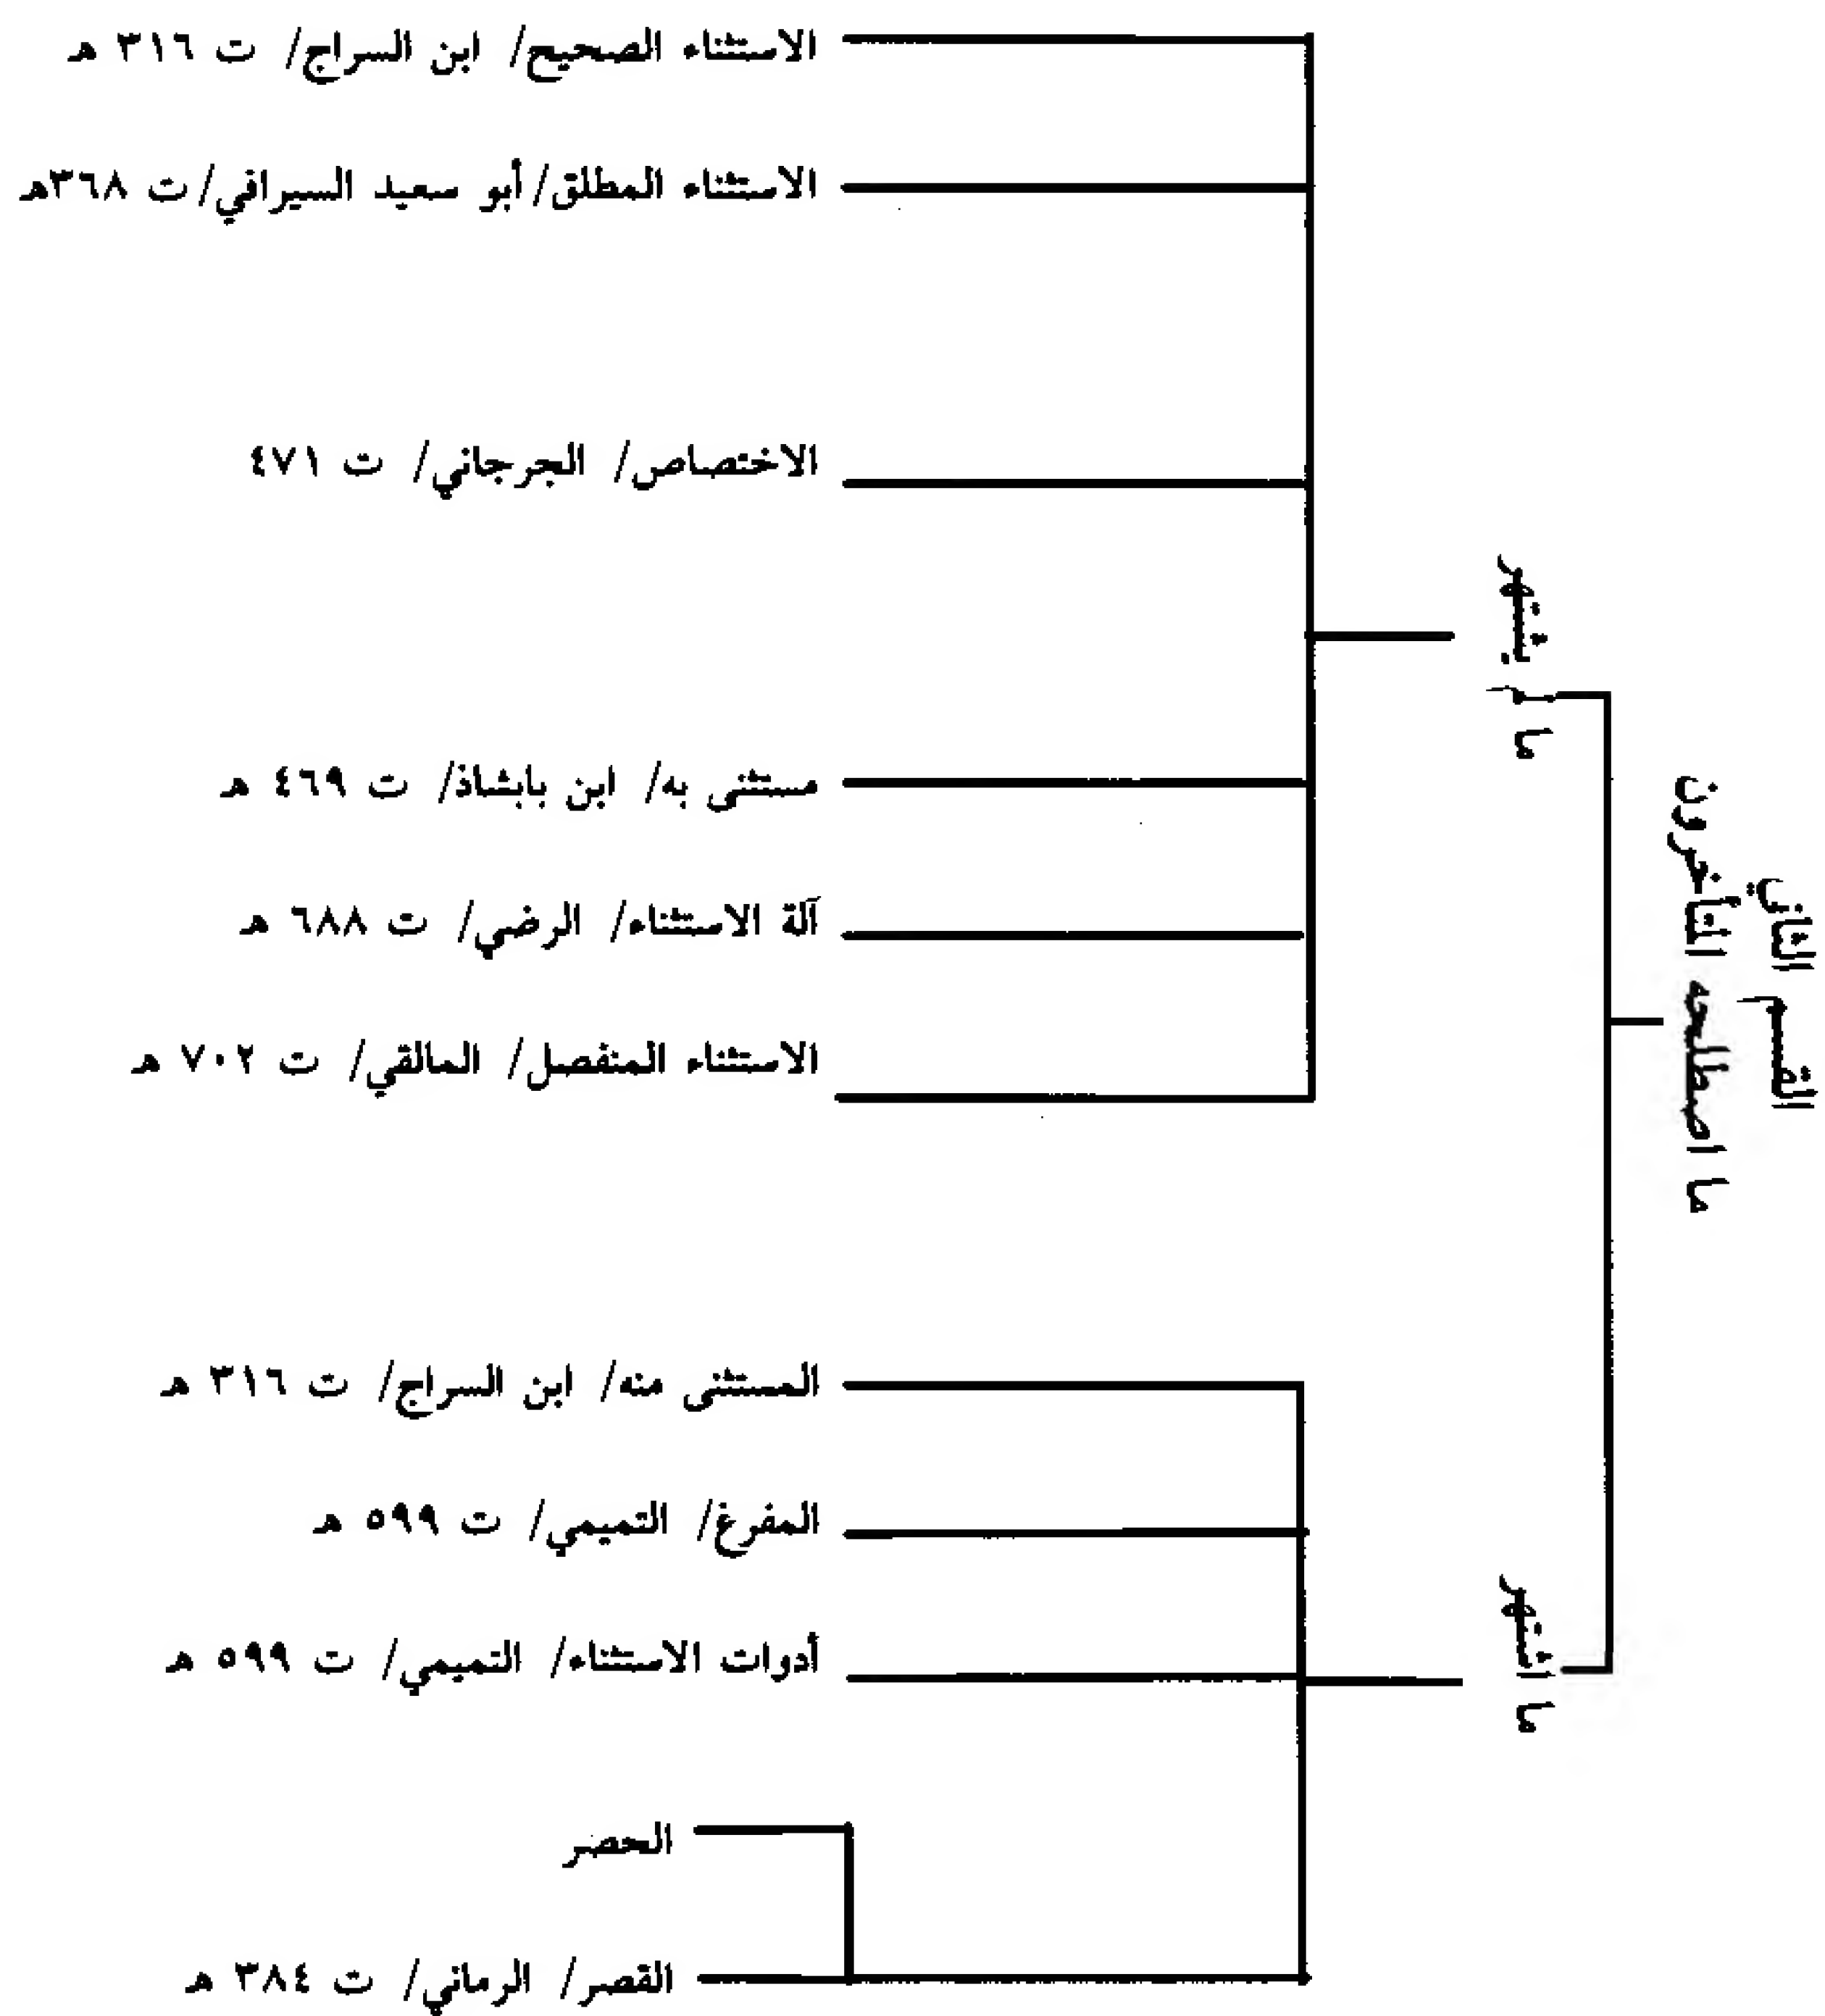 القسم الثاني
ما اصطلحه المتأخرون
ما لم يشتهر
الاستثناء الصحيح/ ابن السراج/ ت ٣١٦ هـ
الاستثناء المطلق/ أبو سعيد السيرافي/ ت ٣٦٨هـ
الاختصاص/ الجرجاني/ ت ٤٧١
مستثنى به/ ابن بابشاذ/ ت ٤٦٩ هـ
آلة الاستثناء/ الرضي/ ت ٦٨٨ هـ
الاستثناء المنفصل/ المالقي/ ت ٧٠٢ هـ
ما اشتهر
المستثنى منه/ ابن السراج/ ت ٣١٦ هـ
المفرغ/ التميمي/ ت ٥٩٩ هـ
أدوات الاستثناء/ التميمي/ ت ٥٩٩ هـ
الحصر
القصر/ الرماني/ ت ٣٨٤ هـ